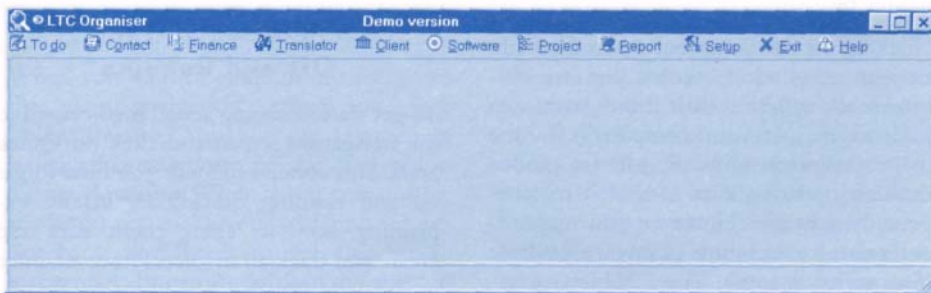 © LTC Organiser Demo version
To do Contact Finance Translator Client Software Project Report Setup Exit Help